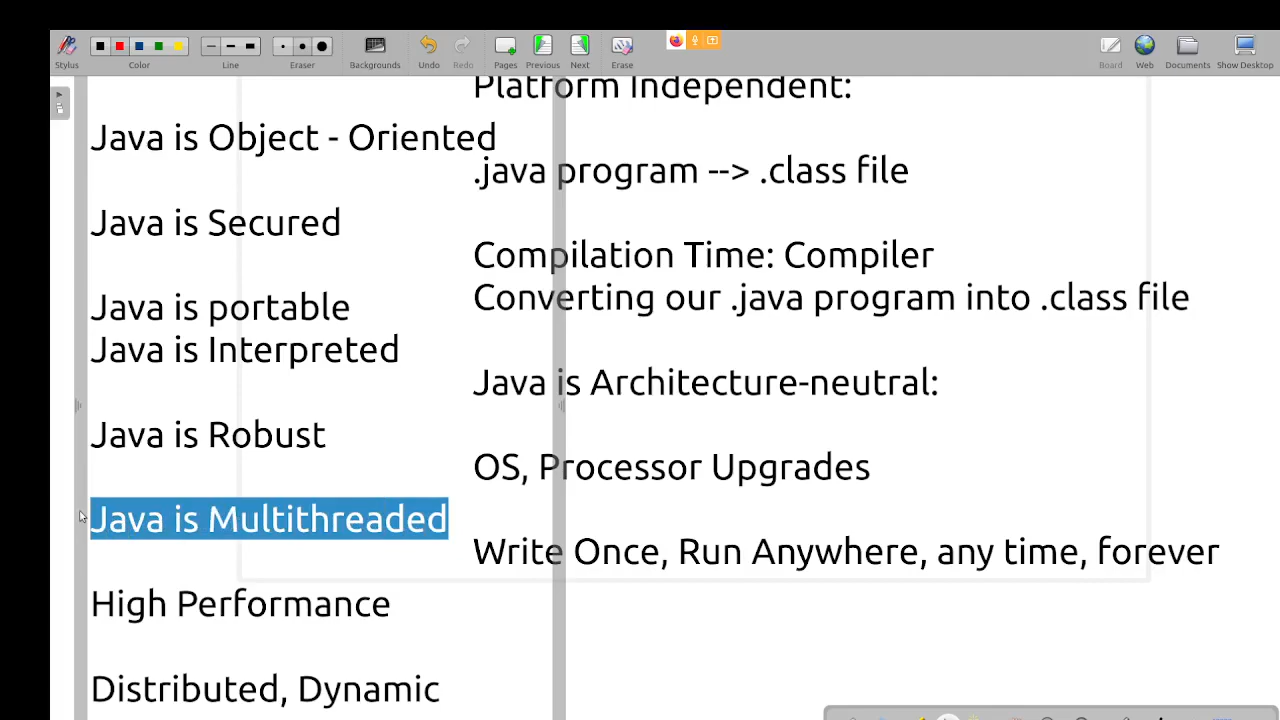 Stylus
Color
Line
Eraser
Backgrounds
Undo
Redo
Pages
Previous
Next
Erase
Board
Web
Documents
Show Desktop
Java is Object - Oriented
Java is Secured
Java is portable
Java is Interpreted
Java is Robust
Java is Multithreaded
High Performance
Distributed, Dynamic
Platform Independent:
.java program --> .class file
Compilation Time: Compiler
Converting our .java program into .class file
Java is Architecture-neutral:
OS, Processor Upgrades
Write Once, Run Anywhere, any time, forever